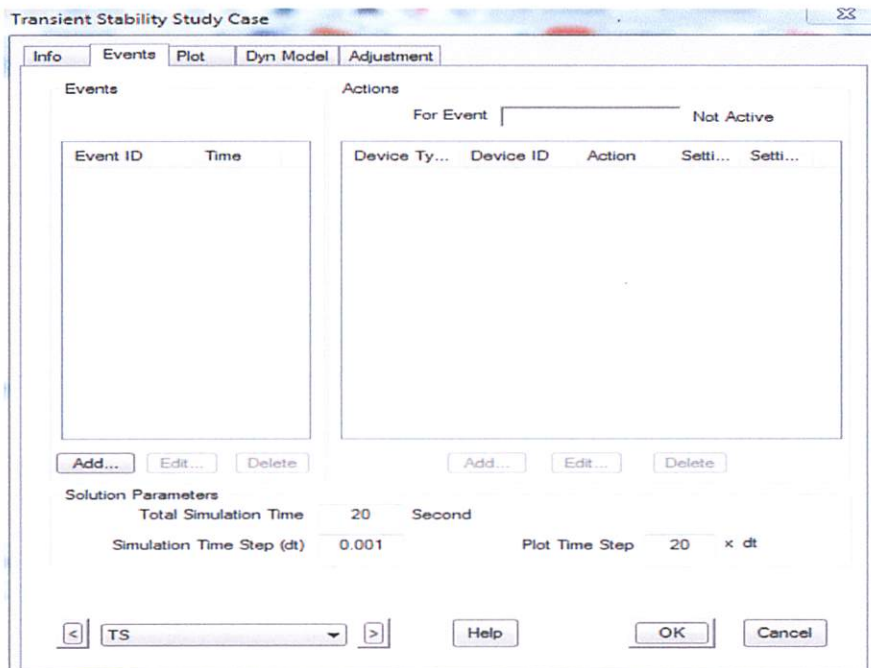 Transient Stability Study Case
Info Events Plot Dyn Model Adjustment
Events
Actions
For Event Not Active
Event ID Time
Device Ty... Device ID Action Setti... Setti...
Add... Edit... Delete
Add... Edit... Delete
Solution Parameters
Total Simulation Time 20 Second
Simulation Time Step (dt) 0.001 Plot Time Step 20 x dt
< TS > Help OK Cancel